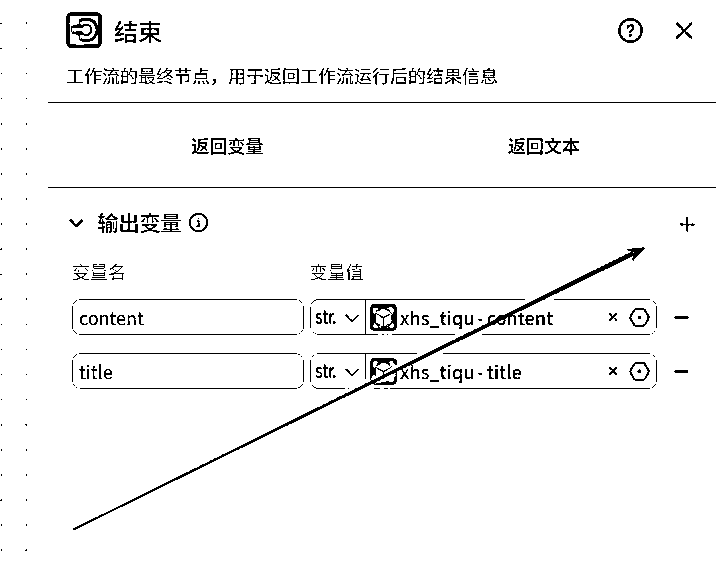 结束
工作流的最终节点，用于返回工作流运行后的结果信息
返回变量 返回文本
输出变量
变量名 变量值
content str. xhs_tiqu - content
title str. xhs_tiqu - title